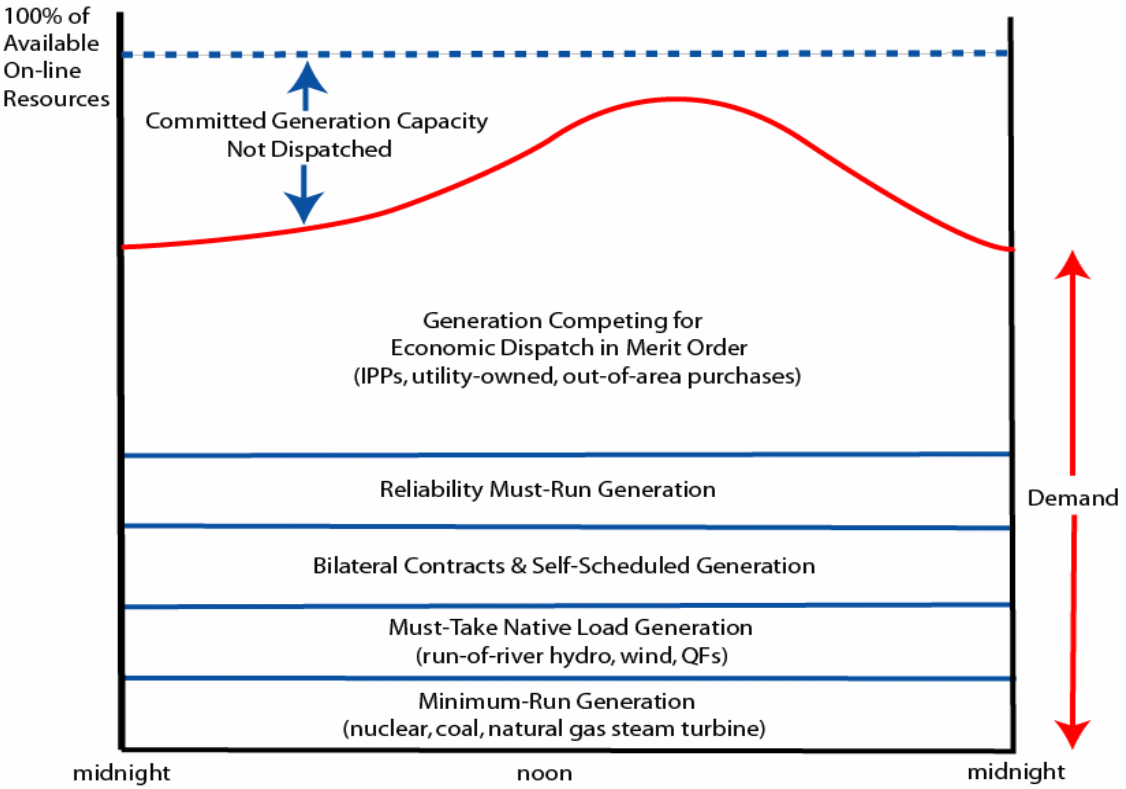 100% of
Available
On-line
Resources
Committed Generation Capacity
Not Dispatched
Generation Competing for
Economic Dispatch in Merit Order
(IPPs, utility-owned, out-of-area purchases)
Reliability Must-Run Generation
Demand
Bilateral Contracts & Self-Scheduled Generation
Must-Take Native Load Generation
(run-of-river hydro, wind, QFs)
Minimum-Run Generation
(nuclear, coal, natural gas steam turbine)
midnight
noon
midnight